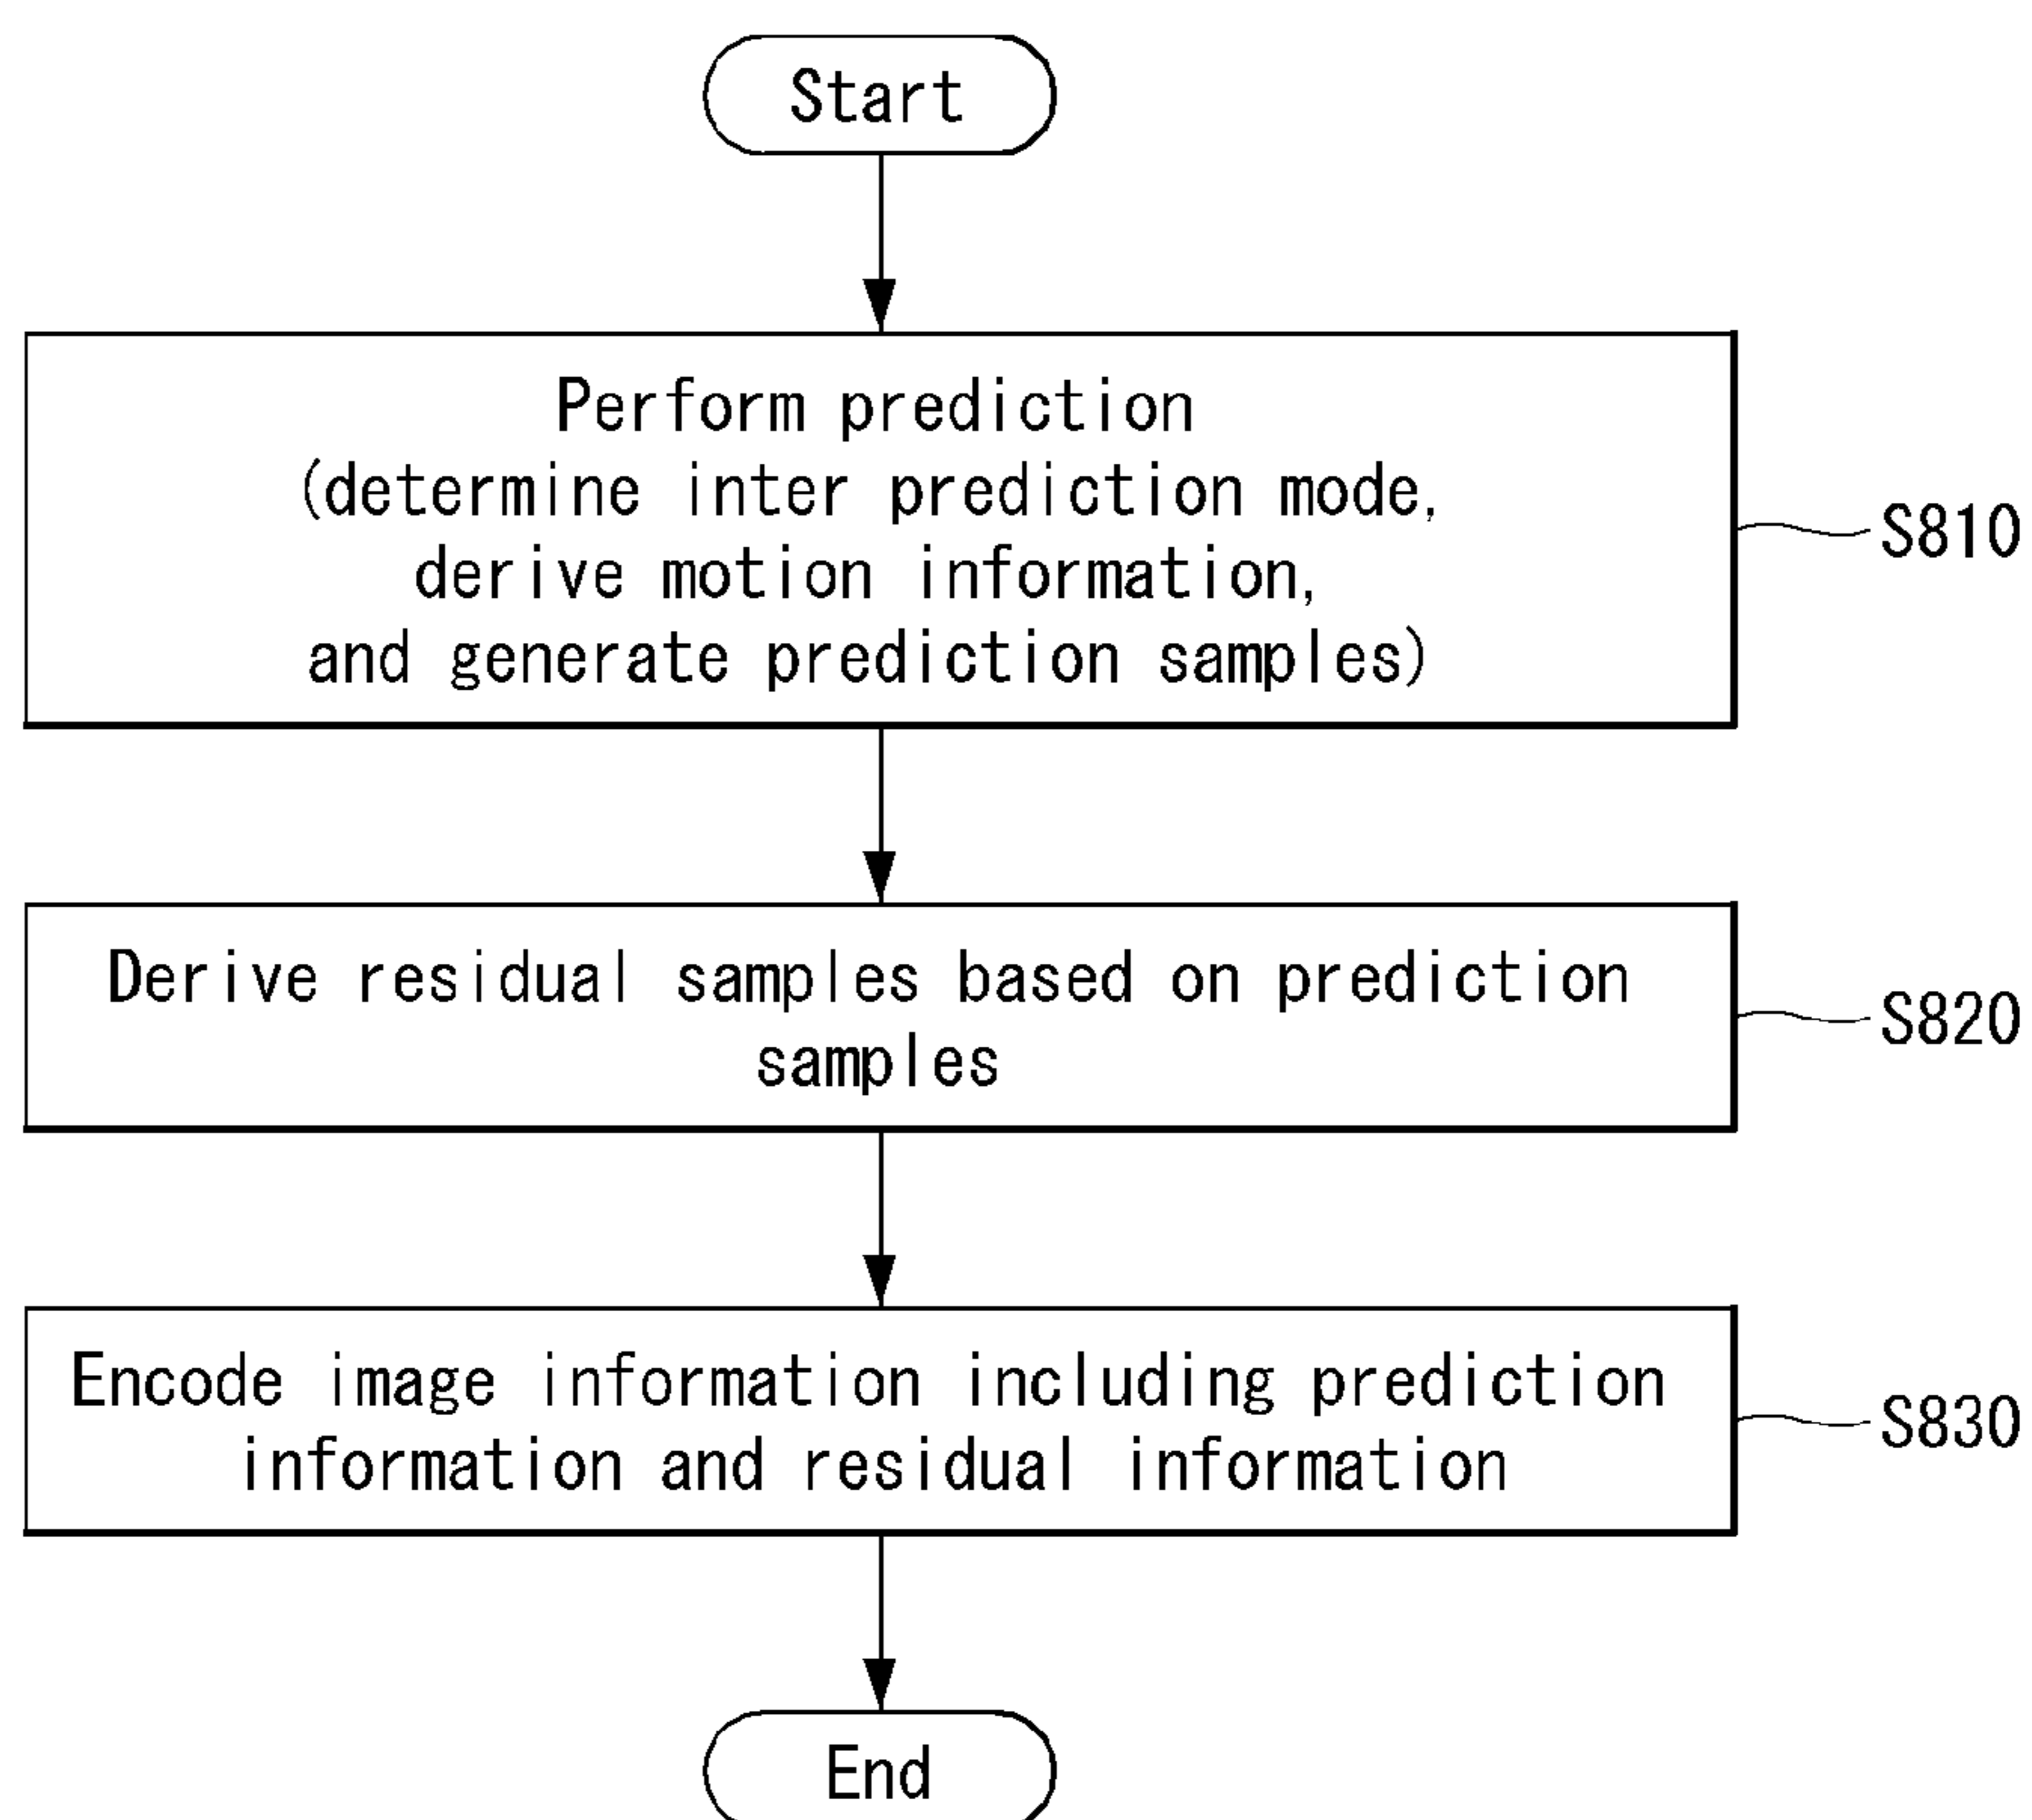 Start
Perform prediction
(determine inter prediction mode,
derive motion information,
and generate prediction samples)
S810
Derive residual samples based on prediction
samples
S820
Encode image information including prediction
information and residual information
S830
End